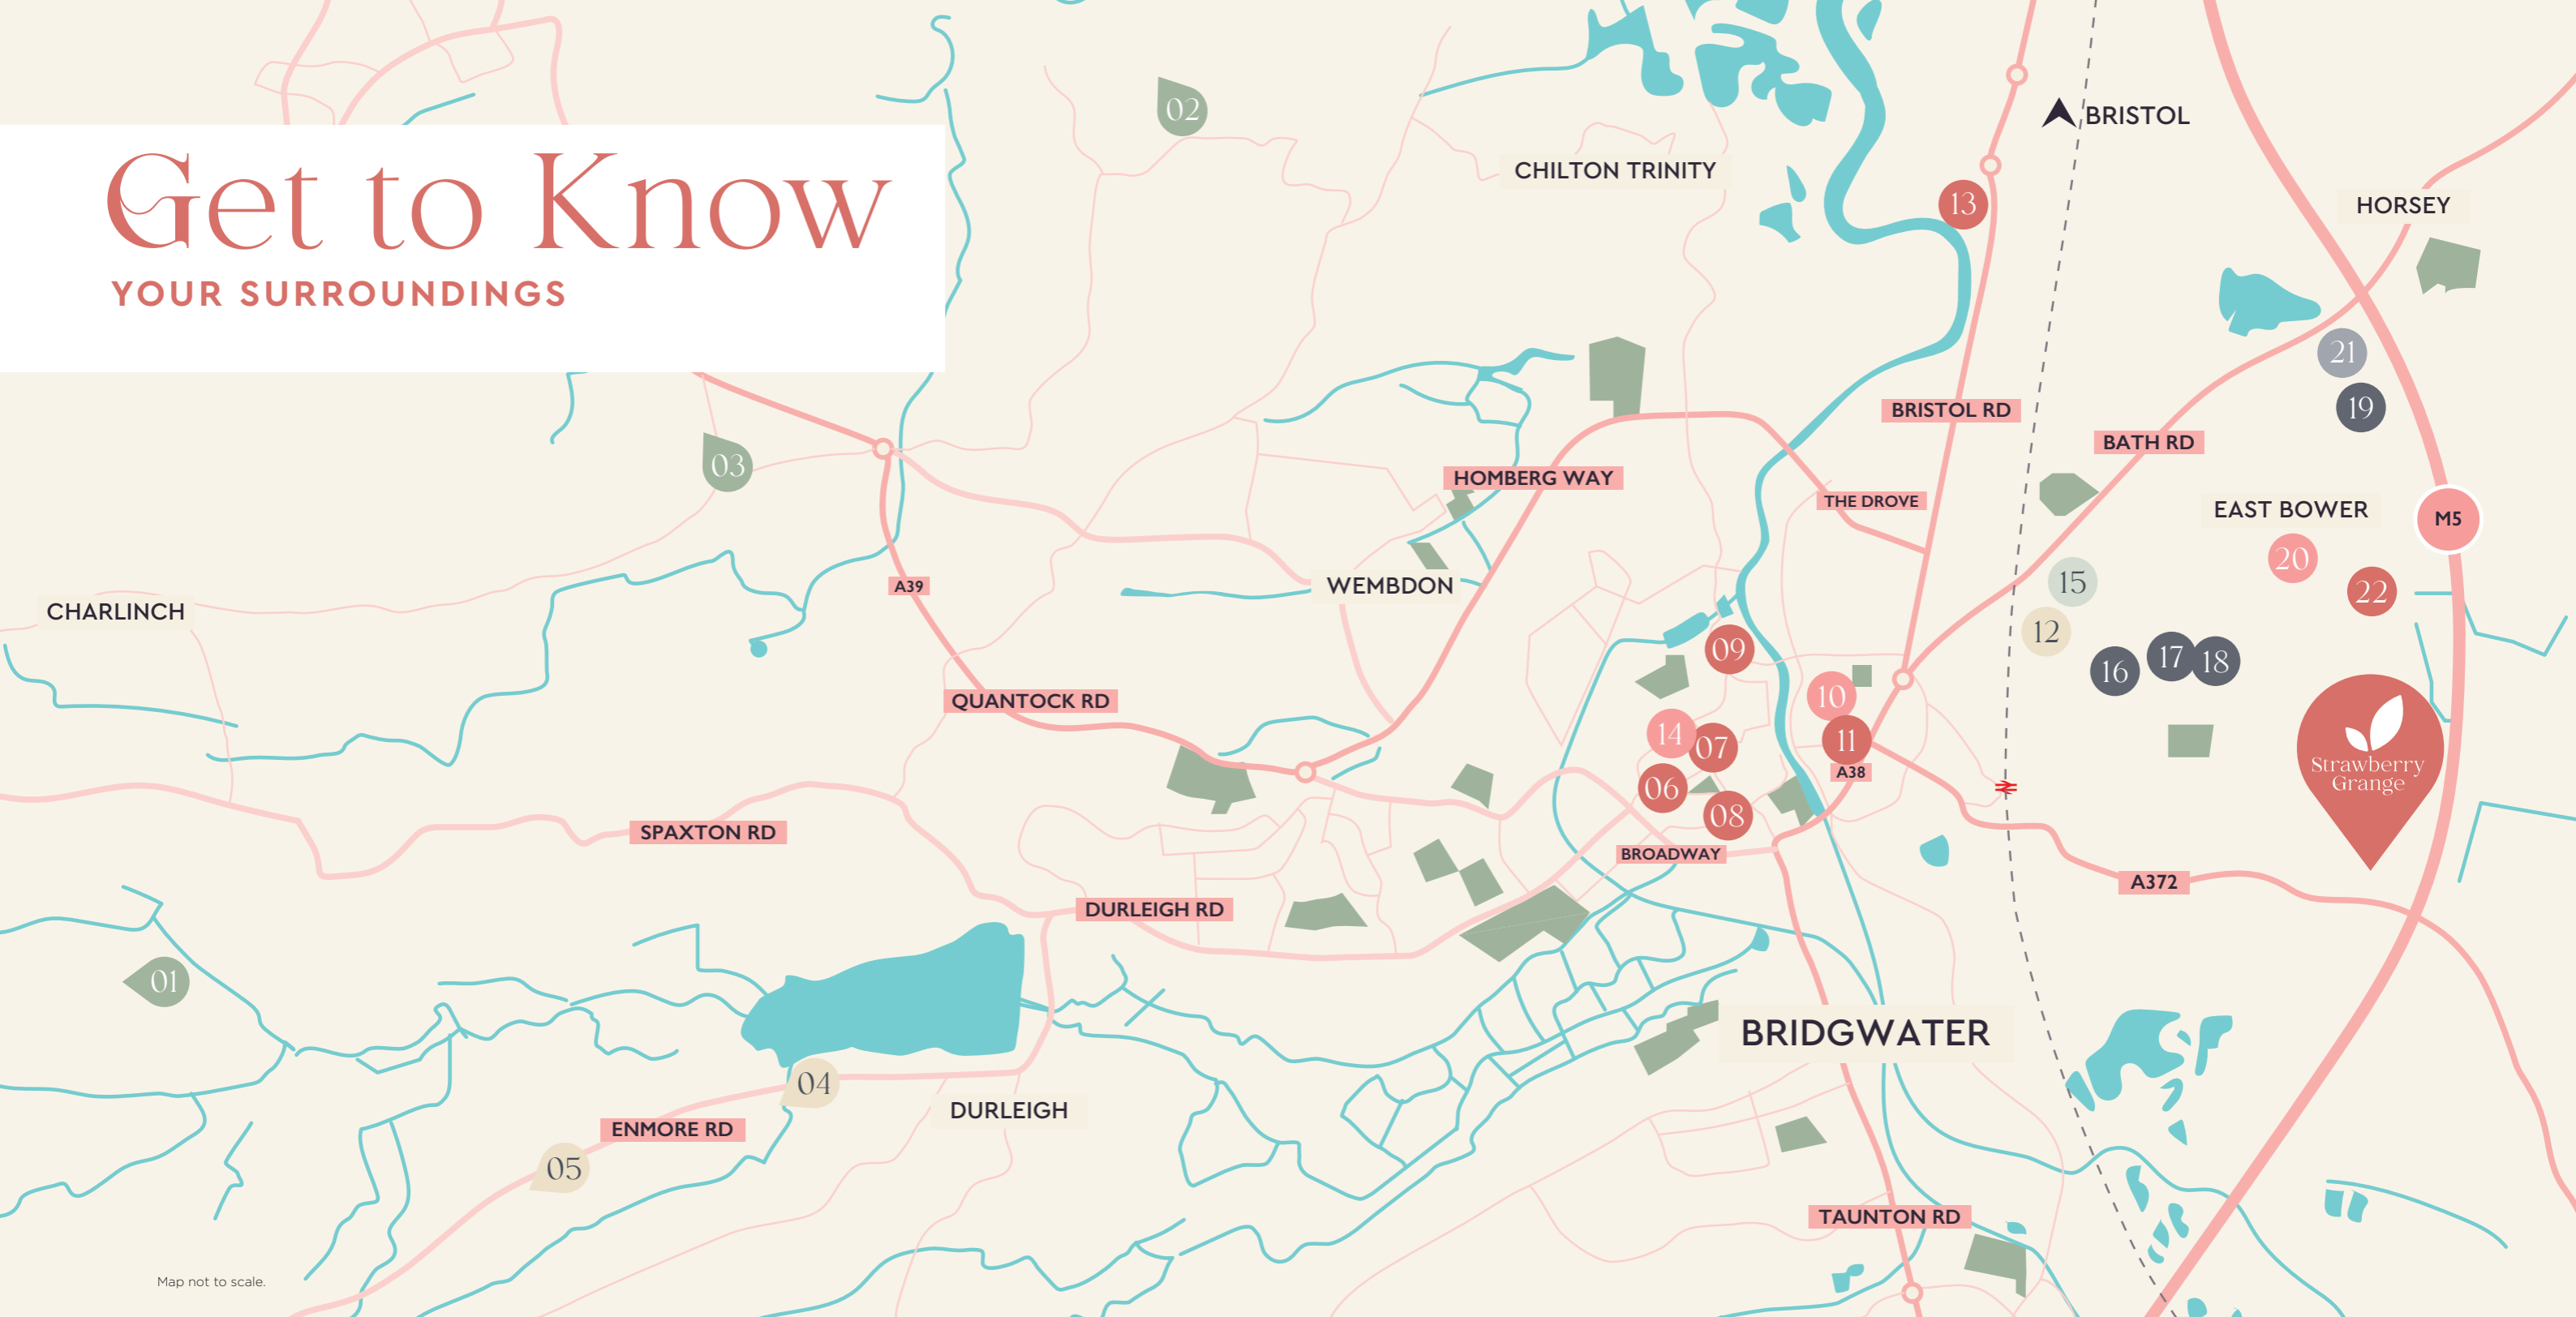 Get to Know
YOUR SURROUNDINGS
02
BRISTOL
CHILTON TRINITY
13
HORSEY
21
19
BRISTOL RD
BATH RD
03
HOMBERG WAY
THE DROVE
EAST BOWER
M5
20
15
22
A39
WEMBDON
CHARLINCH
12
09
16
17
18
QUANTOCK RD
10
14
07
11
A38
Strawberry
Grange
06
08
SPAXTON RD
BROADWAY
A372
DURLEIGH RD
01
BRIDGWATER
04
DURLEIGH
ENMORE RD
05
TAUNTON RD
Map not to scale.